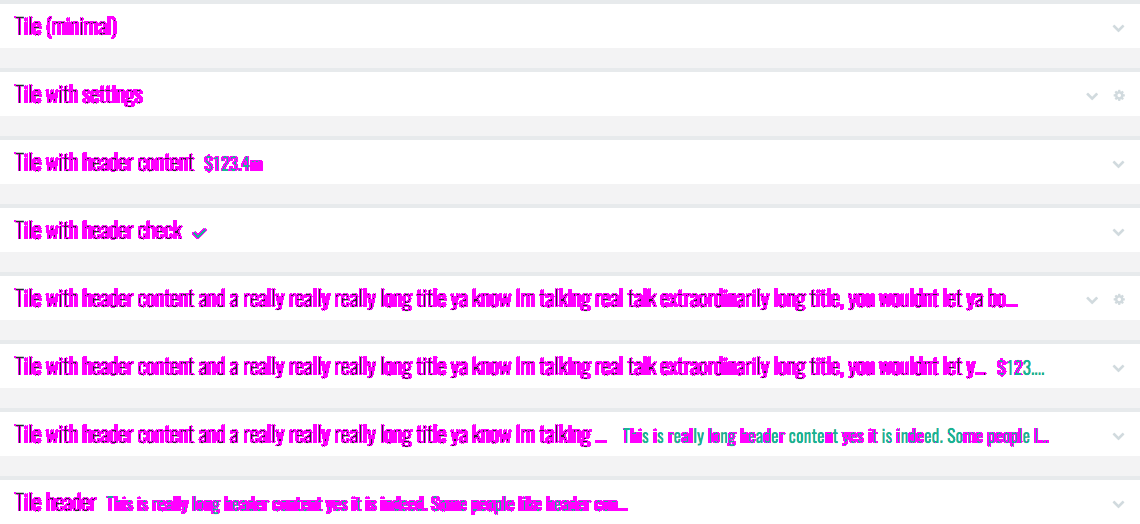 Tile (minimal)
Tile with settings
Tile with header content $123.4m
Tile with header check
Tile with header content and a really really really long title ya know im talking real talk extraordinarily long title, you wouldnt let ya bo...
Tile with header content and a really really really long title ya know im talking real talk extraordinarily long title, you wouldnt let y... $123....
Tile with header content and a really really really long title ya know im talking ... This is really long header content yes it is indeed. Some people l...
Tile header This is really long header content yes it is indeed. Some people like header con...